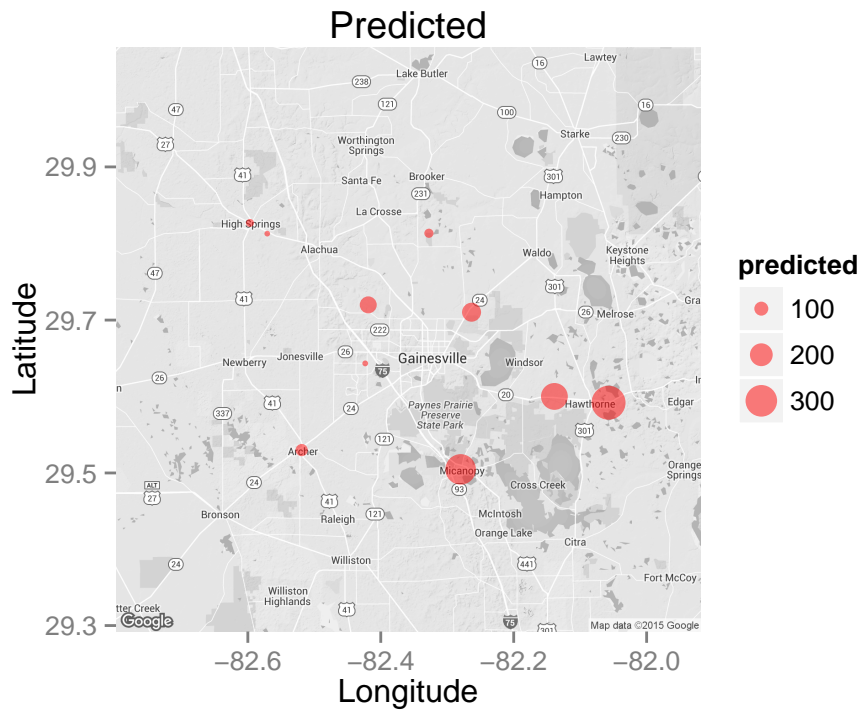 Predicted
Latitude
29.9
29.7
29.5
29.3
−82.6
−82.4
−82.2
−82.0
Longitude
predicted
100
200
300
Lawtey
16
Lake Butler
238
121
100
16
47
27
Worthington
Springs
Starke
230
41
Santa Fe
Brooker
301
231
Hampton
La Crosse
High Springs
Alachua
Waldo
Keystone
Heights
47
41
24
301
26
Melrose
Gra
222
26
Jonesville
Gainesville
Newberry
75
Windsor
26
n
41
24
20
Hawthorne
Edgar
In
337
Paynes Prairie
Preserve
State Park
301
121
Archer
Micanopy
Orange
Springs
24
93
Cross Creek
ALT
27
41
121
McIntosh
Bronson
Raleigh
Orange Lake
Citra
24
Williston
441
Fort McCoy
Williston
Highlands
tter Creek
41
75
301
Google
Map data ©2015 Google